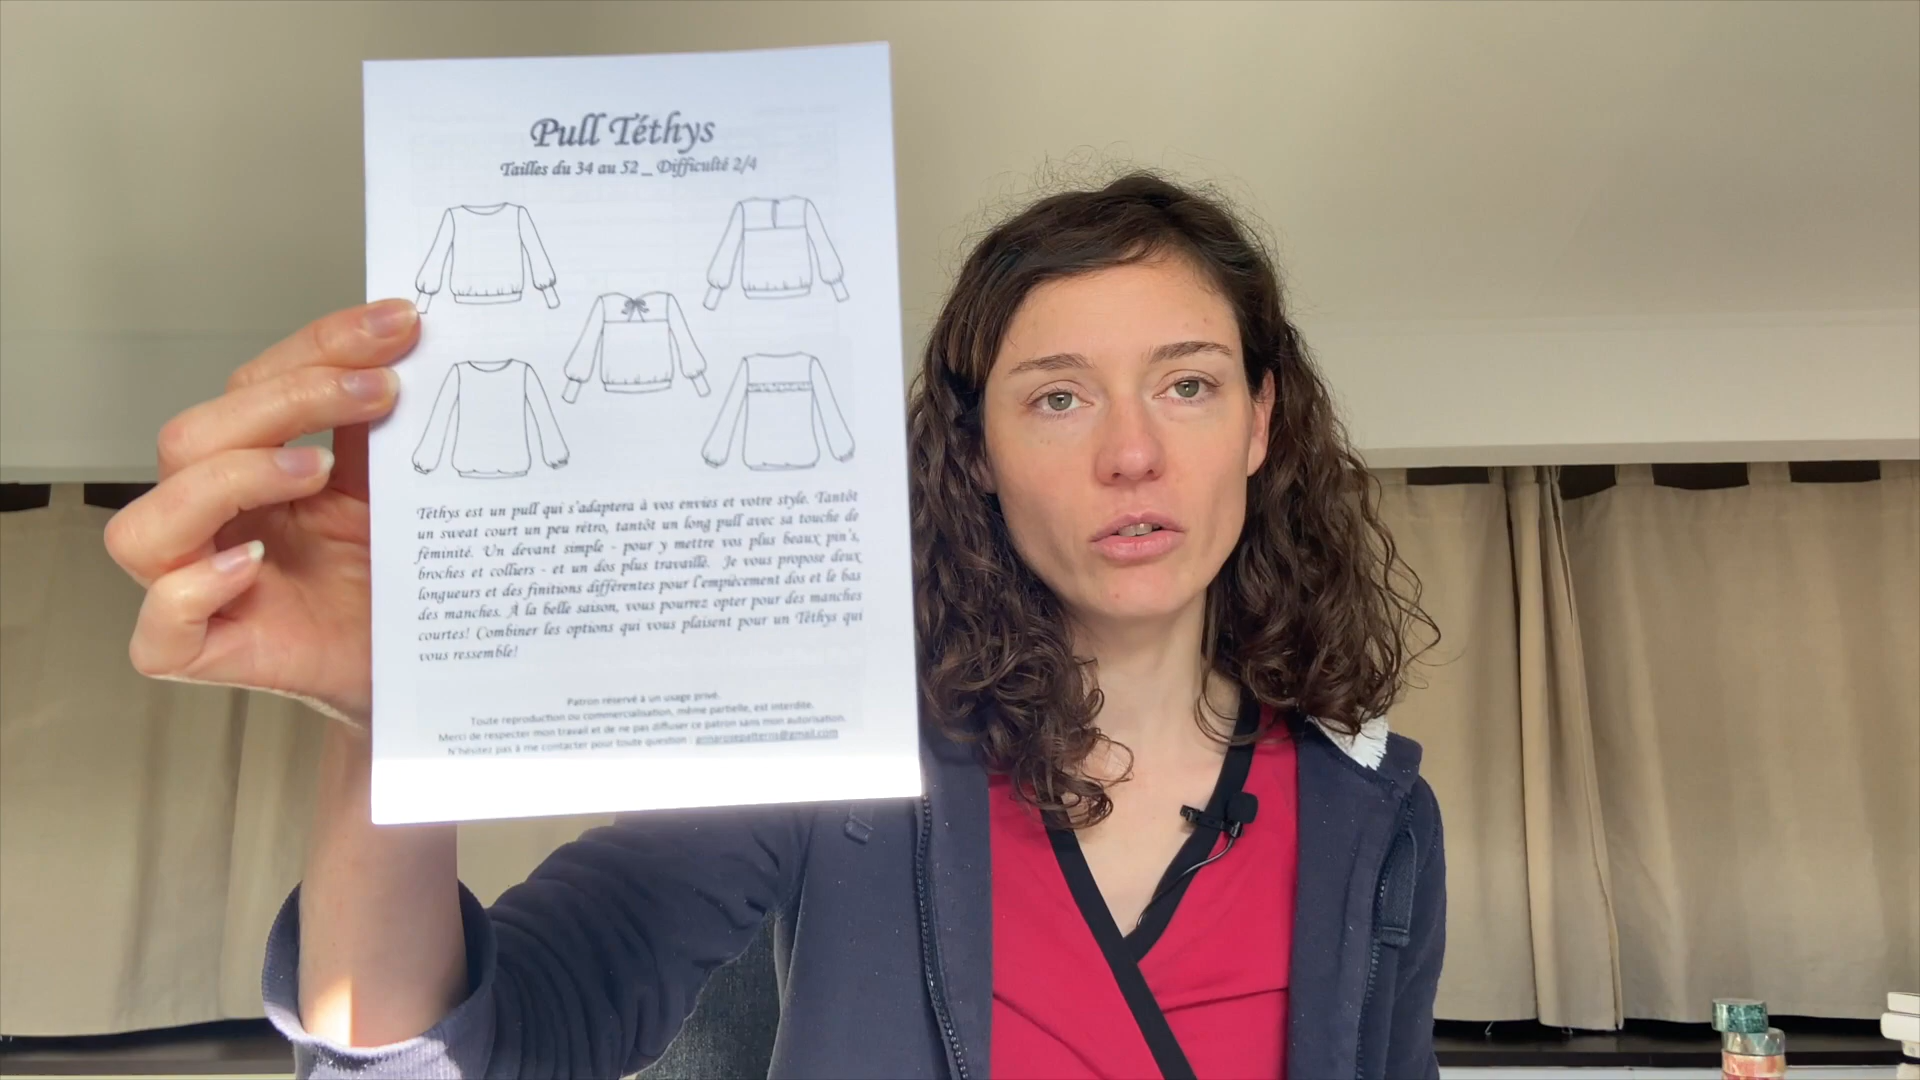 Pull Téthys
Tailles du 34 au 52 _ Difficulté 2/4
Téthys est un pull qui s'adaptera à vos envies et votre style. Tantôt
un sweat court un peu rétro, tantôt un long pull avec sa touche de
féminité. Un devant simple - pour y mettre vos plus beaux pin's,
broches et colliers - et un dos plus travaillé. Je vous propose deux
longueurs et des finitions différentes pour l'empiècement dos et le bas
des manches. À la belle saison, vous pourrez opter pour des manches
courtes! Combiner les options qui vous plaisent pour un Téthys qui
vous ressemble!
Patron réservé à un usage privé.
Toute reproduction ou commercialisation, même partielle, est interdite.
Merci de respecter mon travail et de ne pas diffuser ce patron sans mon autorisation.
N'hésitez pas à me contacter pour toute question : annarosepatterns@gmail.com